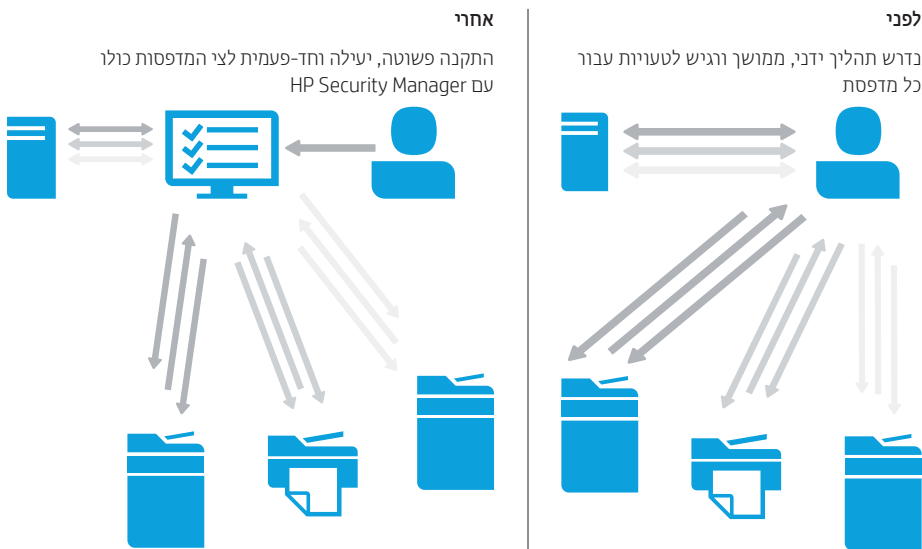 לפני
נדרש תהליך ידני, ממושך ורגיש לטעויות עבור
כל מדפסת
אחרי
התקנה פשוטה, יעילה וחד-פעמית לצי המדפסות כולו
עם HP Security Manager